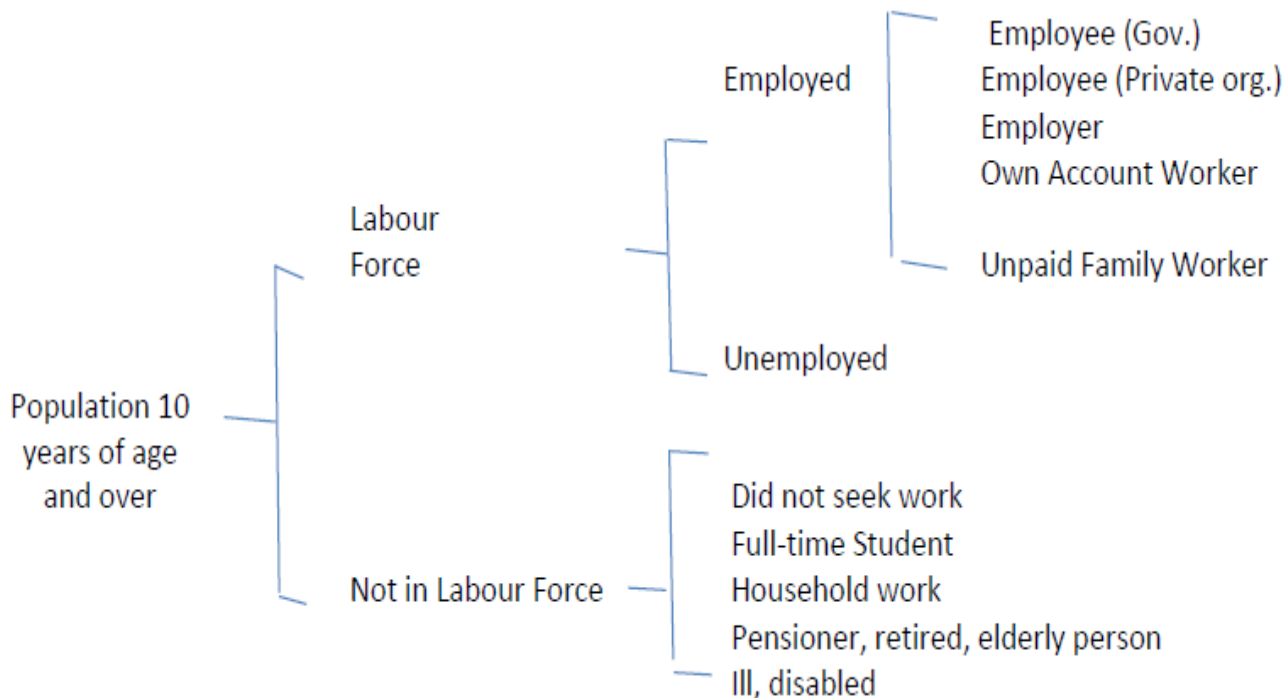 Employee (Gov.)
Employed
Employee (Private org.)
Employer
Own Account Worker
Labour
Force
Unpaid Family Worker
Unemployed
Population 10
years of age
and over
Did not seek work
Full-time Student
Not in Labour Force
Household work
Pensioner, retired, elderly person
Ill, disabled